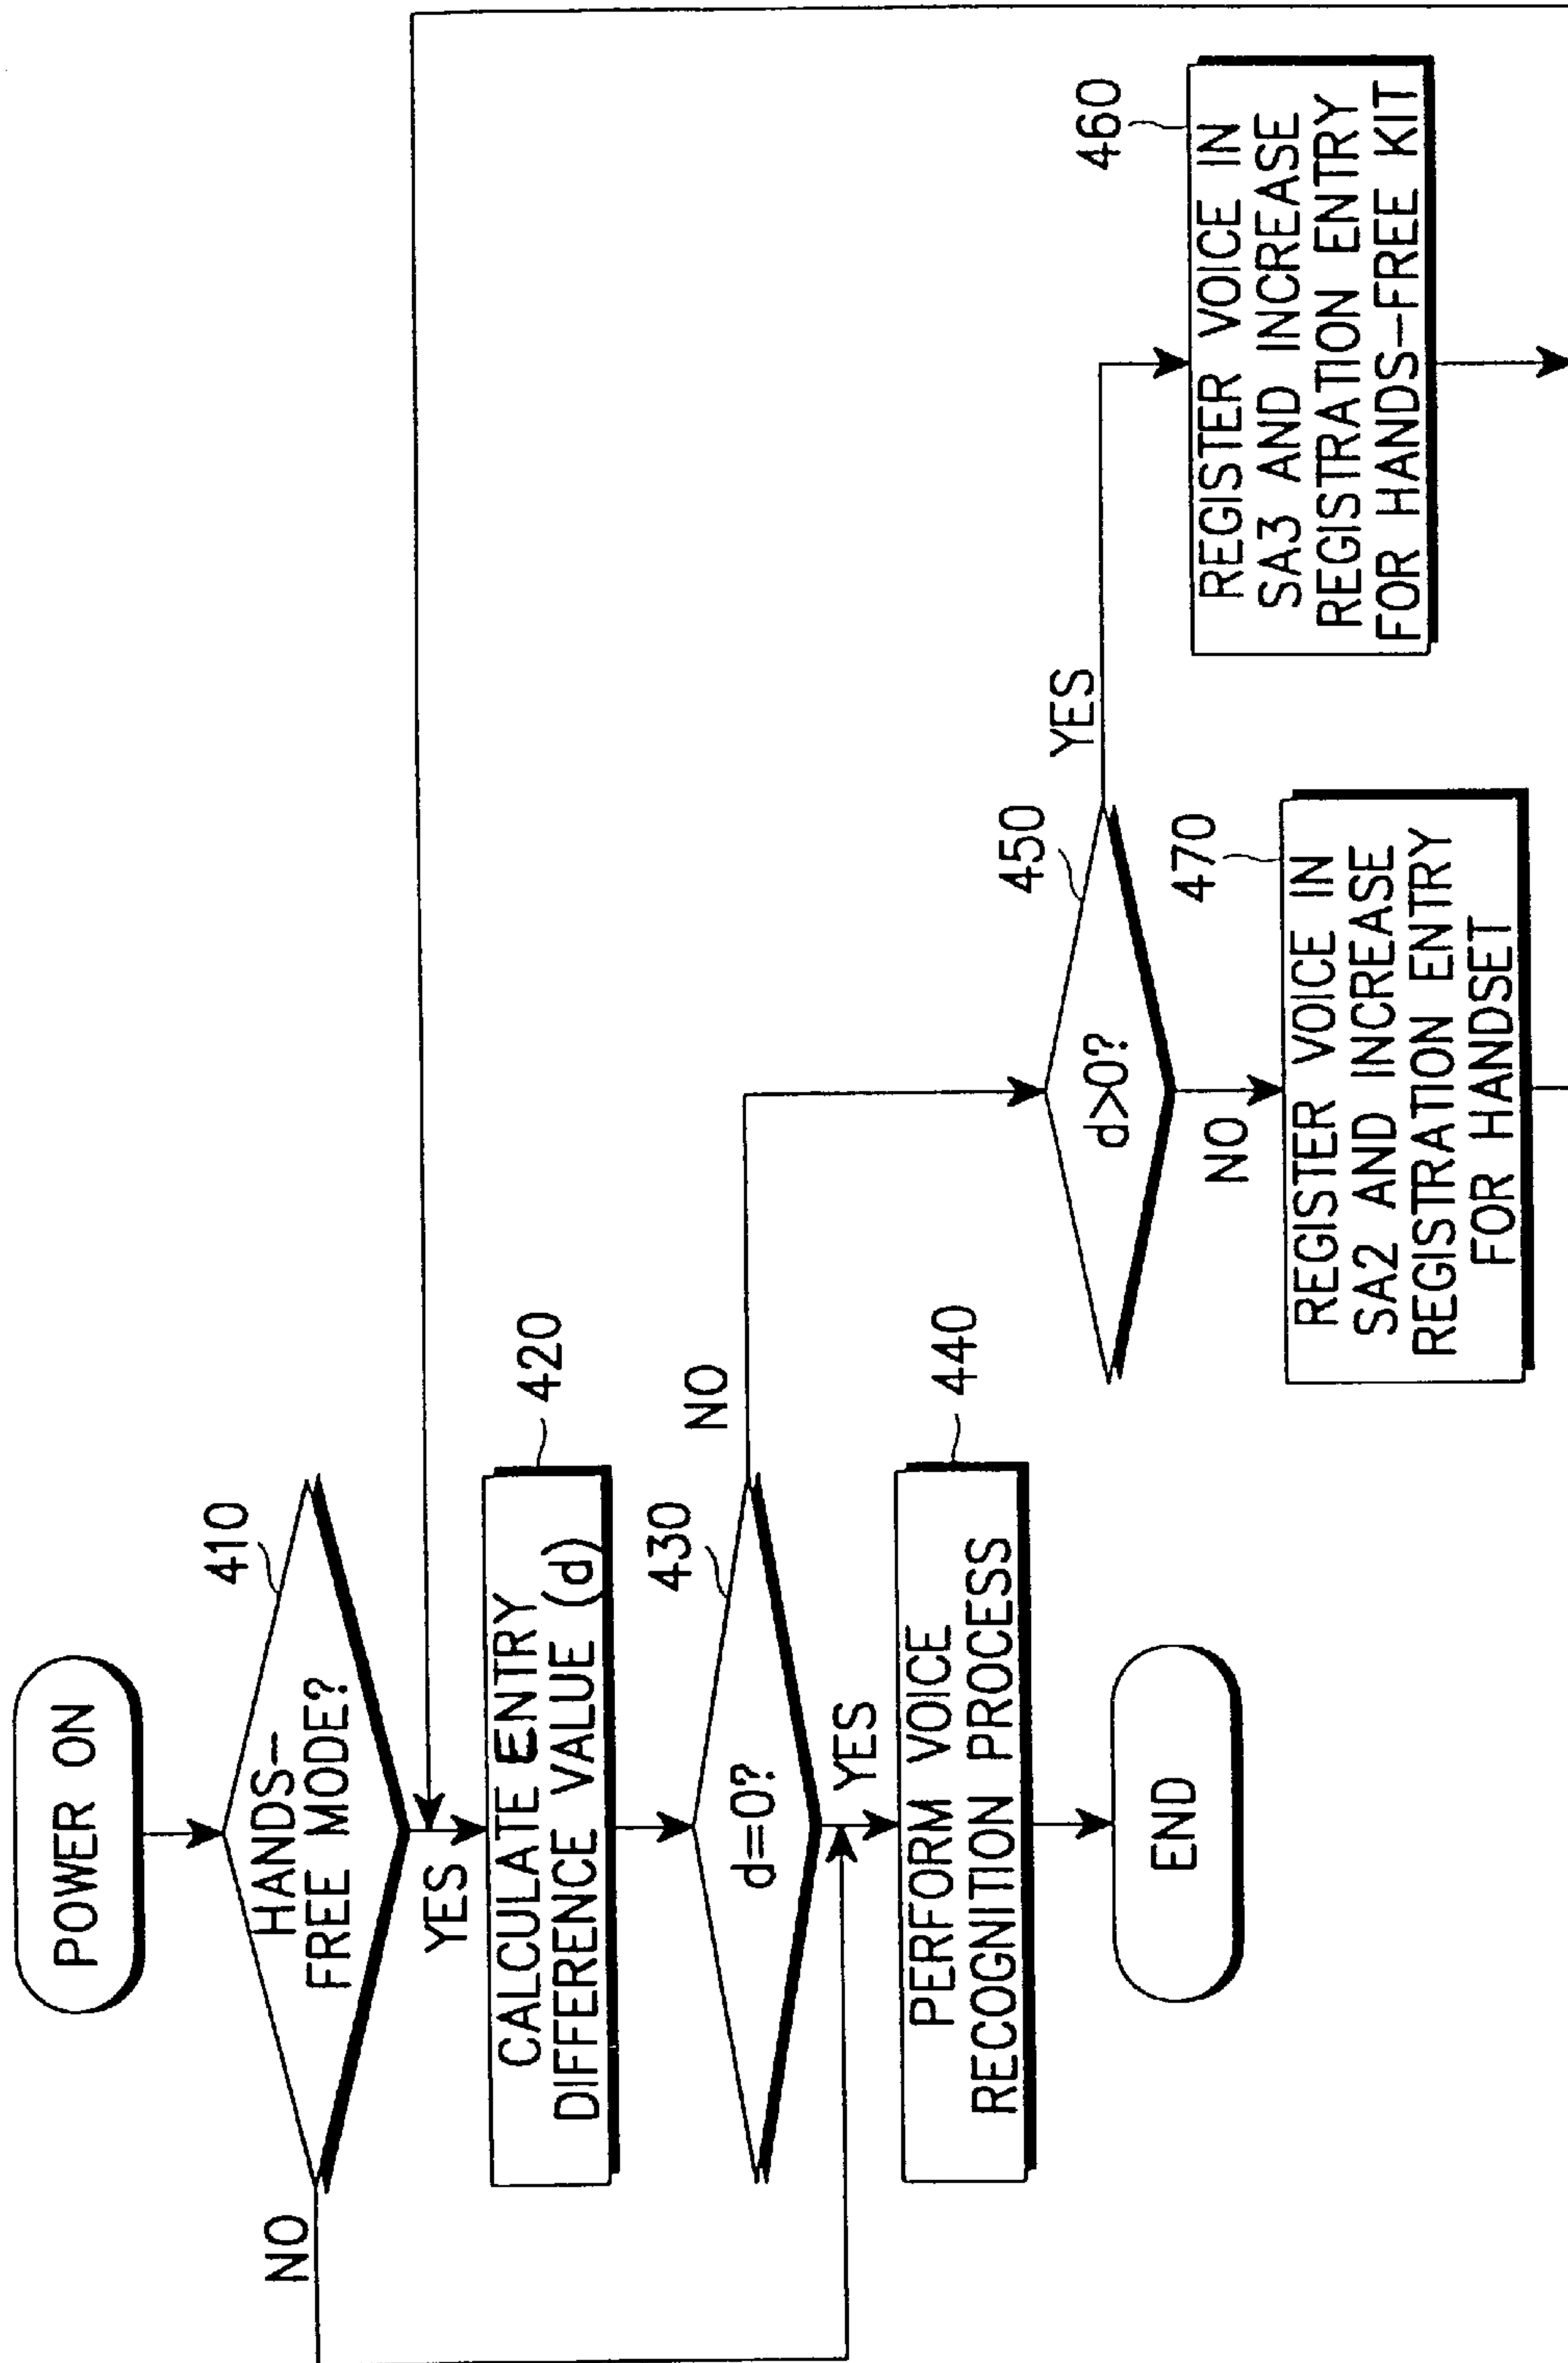 POWER ON
410
HANDS-
FREE MODE?
NO
YES
420
CALCULATE ENTRY
DIFFERENCE VALUE (d)
430
d=0?
NO
YES
440
PERFORM VOICE
RECOGNITION PROCESS
END
450
d>0?
YES
NO
460
REGISTER VOICE IN
SA3 AND INCREASE
REGISTRATION ENTRY
FOR HANDS-FREE KIT
470
REGISTER VOICE IN
SA2 AND INCREASE
REGISTRATION ENTRY
FOR HANDSET